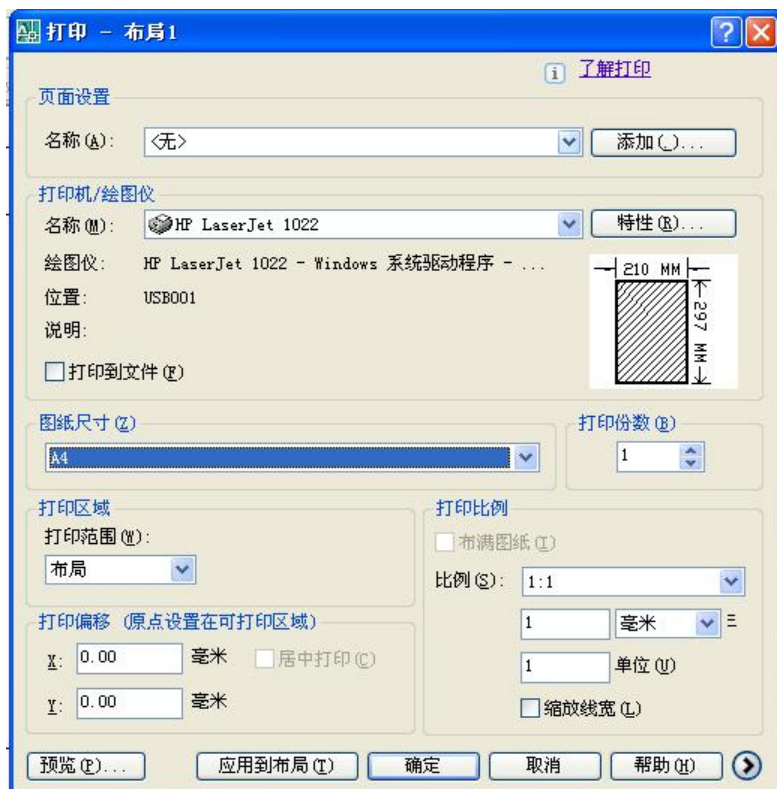 打印 - 布局1
了解打印
页面设置
名称(A): <无> 添加(.)...
打印机/绘图仪
名称(M): HP LaserJet 1022 特性(R)...
绘图仪: HP LaserJet 1022 - Windows 系统驱动程序 - ...
位置: USB001
说明:
210 MM
297 MM
打印到文件(F)
图纸尺寸(Z)
A4
打印份数(B)
1
打印区域
打印范围(W):
布局
打印比例
布满图纸(I)
比例(S): 1:1
1 毫米
1 单位(U)
缩放线宽(L)
打印偏移 (原点设置在可打印区域)
X: 0.00 毫米 居中打印(C)
Y: 0.00 毫米
预览(P)... 应用到布局(T) 确定 取消 帮助(H)